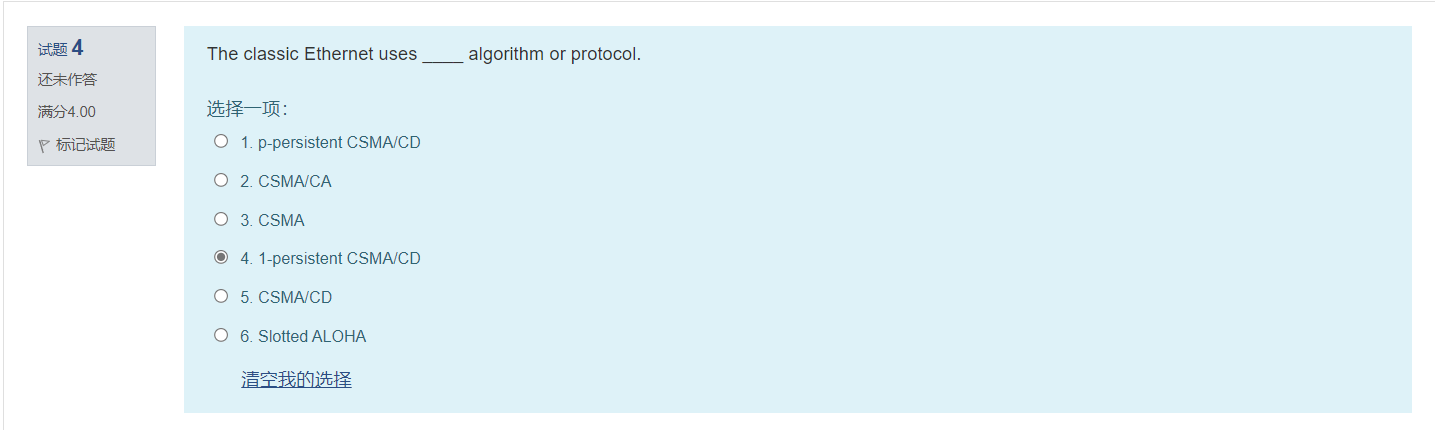 试题 4
还未作答
满分4.00
标记试题
The classic Ethernet uses ____ algorithm or protocol.
选择一项：
1. p-persistent CSMA/CD
2. CSMA/CA
3. CSMA
4. 1-persistent CSMA/CD
5. CSMA/CD
6. Slotted ALOHA
清空我的选择